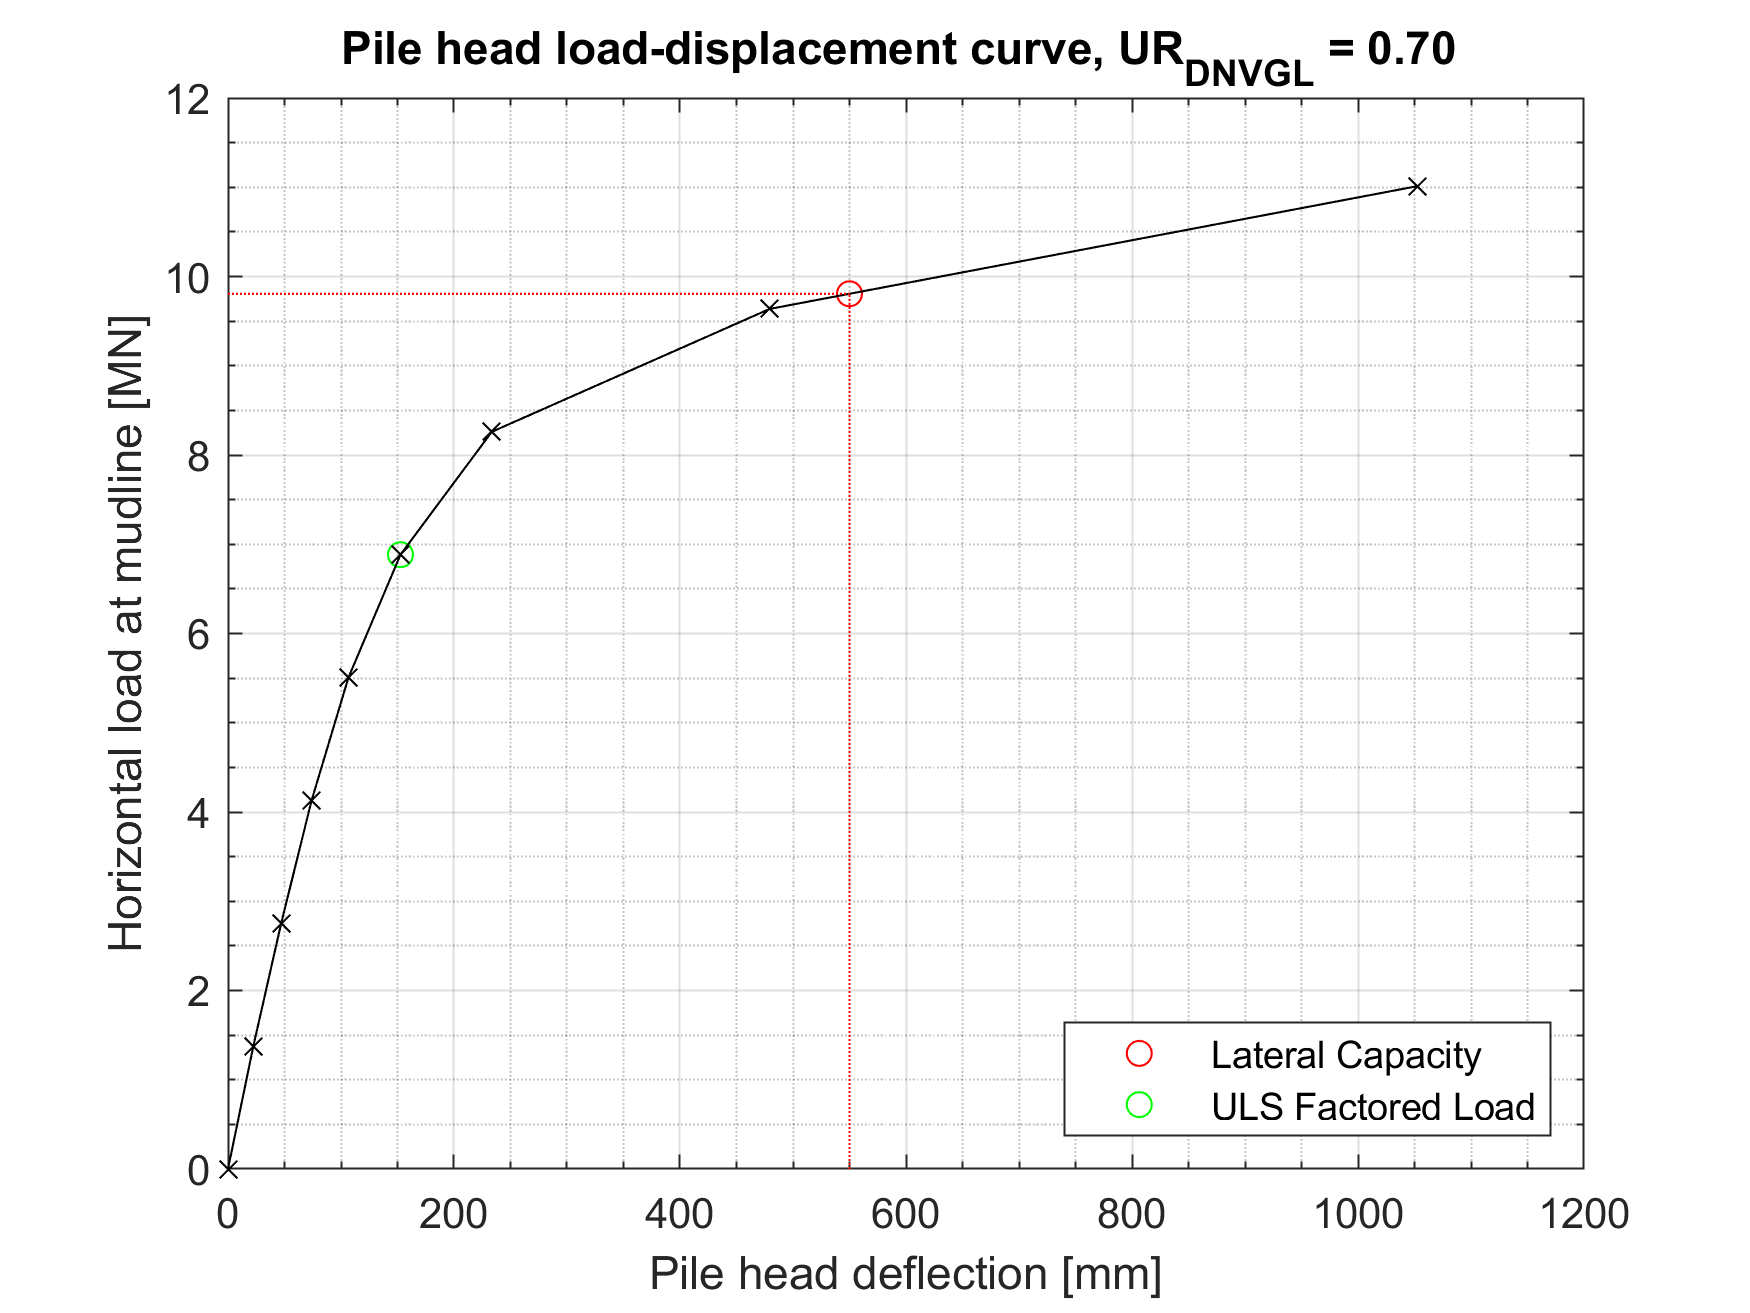 Pile head load-displacement curve, UR_DNVGL = 0.70
12
10
8
6
4
2
0
Horizontal load at mudline [MN]
Lateral Capacity
ULS Factored Load
0 200 400 600 800 1000 1200
Pile head deflection [mm]